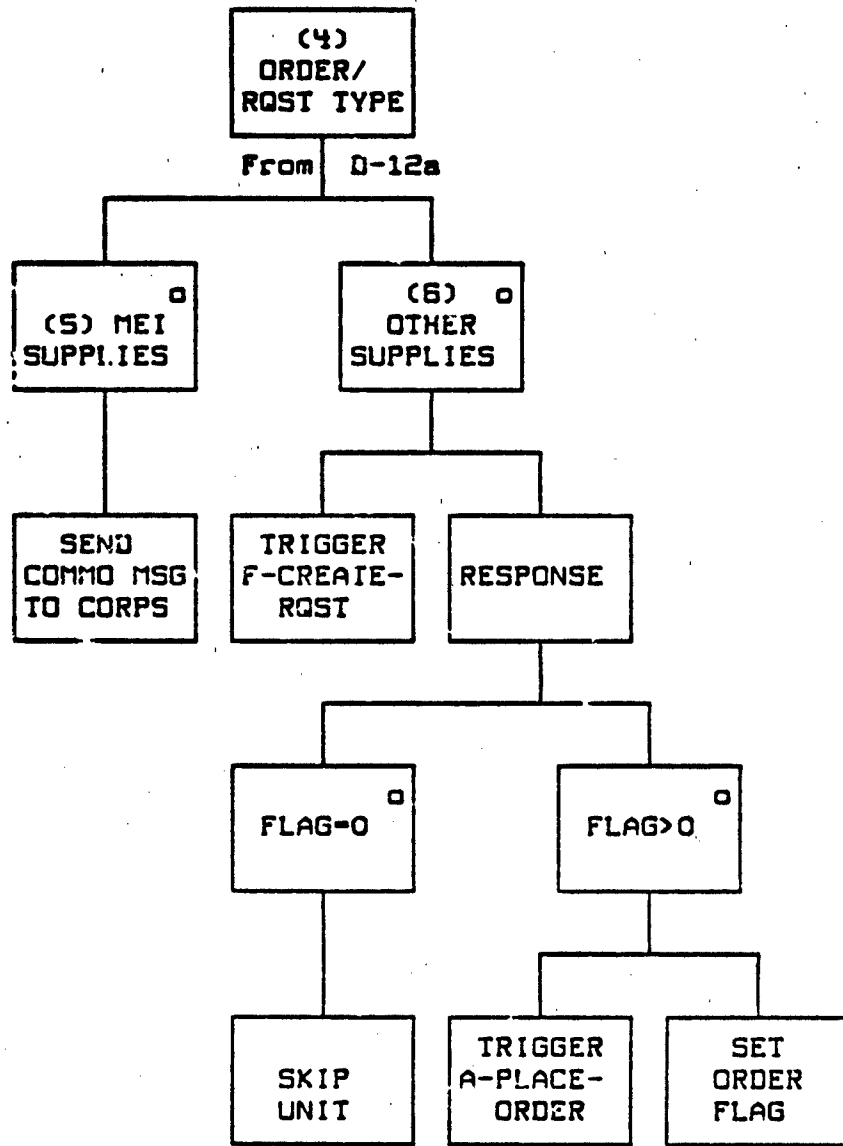 (4)
ORDER/
RQST TYPE
From D-12a
(5) MEI
SUPPLIES
(6)
OTHER
SUPPLIES
SEND
COMMO MSG
TO CORPS
TRIGGER
F-CREATE-
RQST
RESPONSE
FLAG=0
FLAG>0
SKIP
UNIT
TRIGGER
A-PLACE-
ORDER
SET
ORDER
FLAG